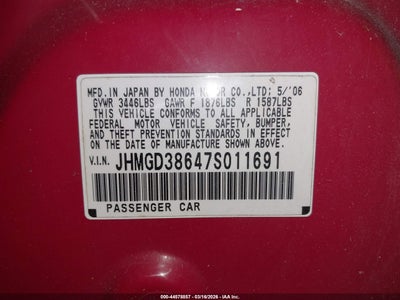 MFD. IN JAPAN BY HONDA MOTOR CO.,LTD; 5/'06
GVWR 3446LBS GAWR F 1876LBS R 1587LBS
THIS VEHICLE CONFORMS TO ALL APPLICABLE
FEDERAL MOTOR VEHICLE SAFETY, BUMPER,
AND THEFT PREVENTION STANDARDS IN EFFECT
ON THE DATE OF MANUFACTURE SHOWN ABOVE.
V.I.N. JHMGD38647S011691
PASSENGER CAR
000-44978857 - 03/16/2026 - IAA Inc.